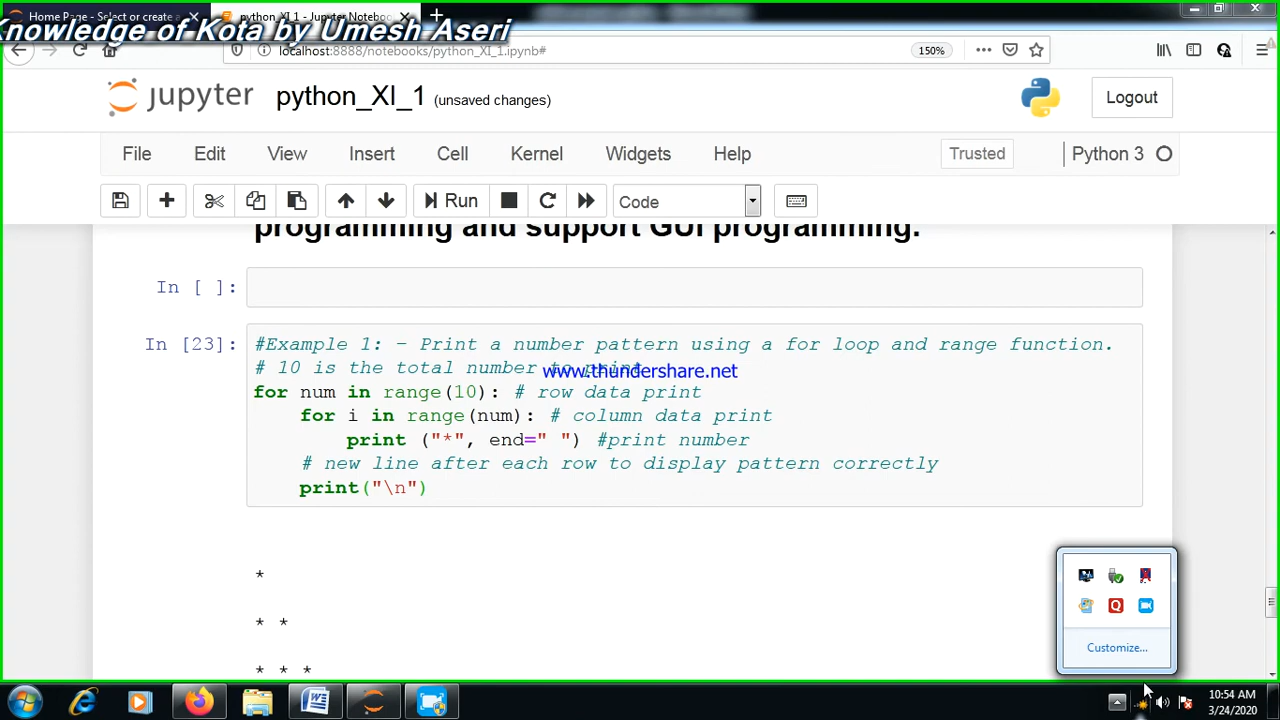 Home Page - Select or create a
python_XI_1 - Jupyter Notebook
Knowledge of Kota by Umesh Aseri
localhost:8888/notebooks/python_XI_1.ipynb#
150%
jupyter
python_XI_1 (unsaved changes)
Logout
File Edit View Insert Cell Kernel Widgets Help
Trusted
Python 3
Run
Code
programming and support GUI programming.
In [ ]:
In [23]:
#Example 1: - Print a number pattern using a for loop and range function.
# 10 is the total number to print
www.thundershare.net
for num in range(10): # row data print
    for i in range(num): # column data print
        print ("*", end=" ") #print number
    # new line after each row to display pattern correctly
    print("\n")
*
* *
* * *
Customize...
10:54 AM
3/24/2020